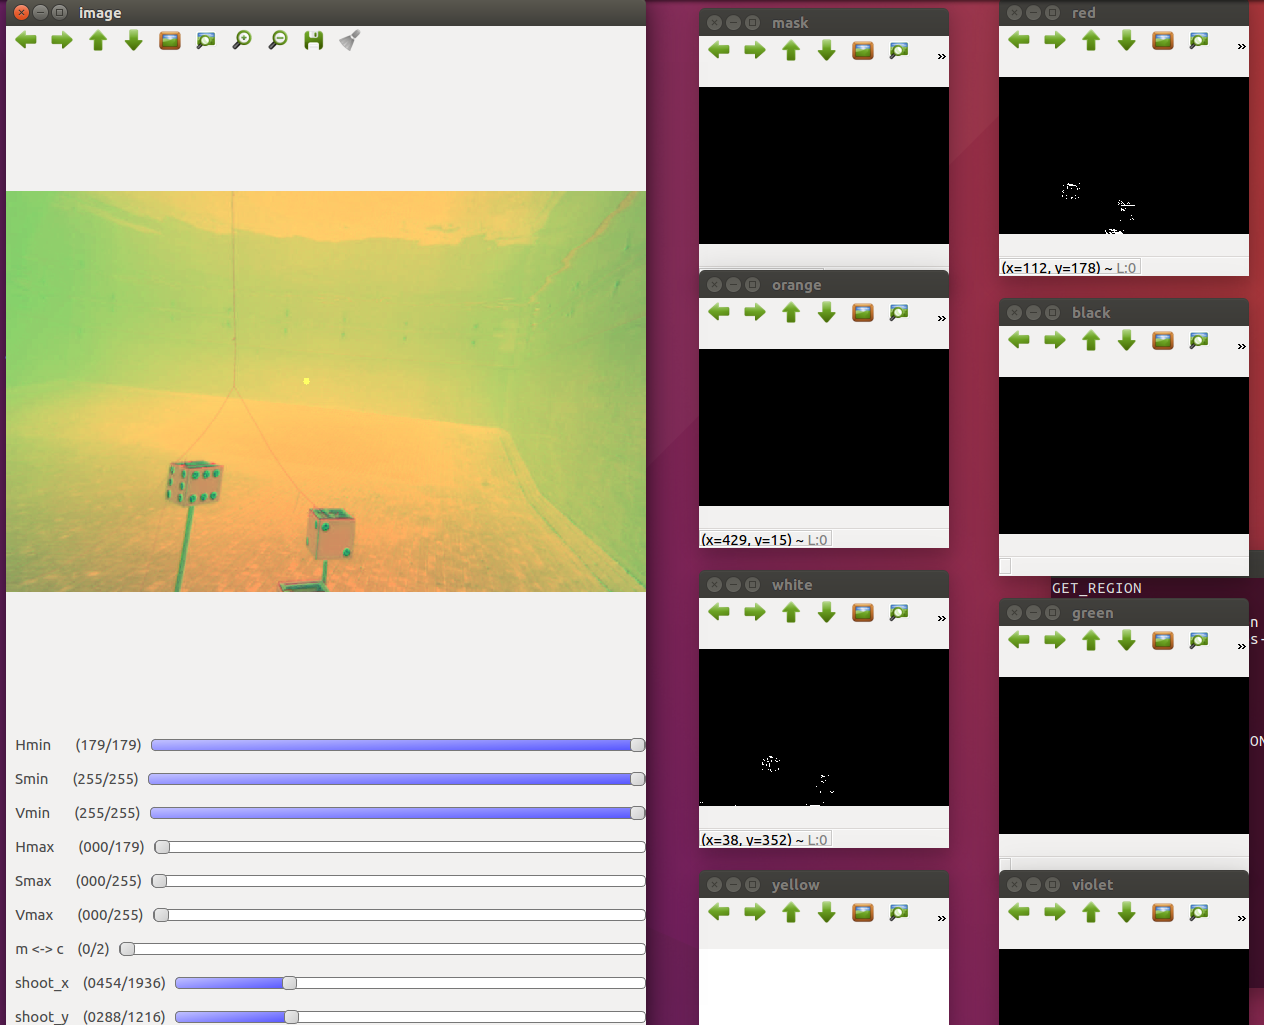 image
Hmin (179/179)
Smin (255/255)
Vmin (255/255)
Hmax (000/179)
Smax (000/255)
Vmax (000/255)
m <-> c (0/2)
shoot_x (0454/1936)
shoot_y (0288/1216)
mask
»
orange
»
(x=429, y=15) ~ L:0
white
»
(x=38, y=352) ~ L:0
yellow
»
red
»
(x=112, y=178) ~ L:0
black
»
GET_REGION
n
s-
green
»
ON
violet
»